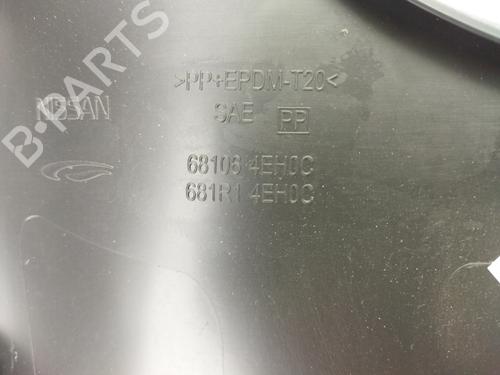 >PP+EPDM-T20<
NISSAN SAE PP
68106 4EH0C
681R1 4EH0C
B-PARTS